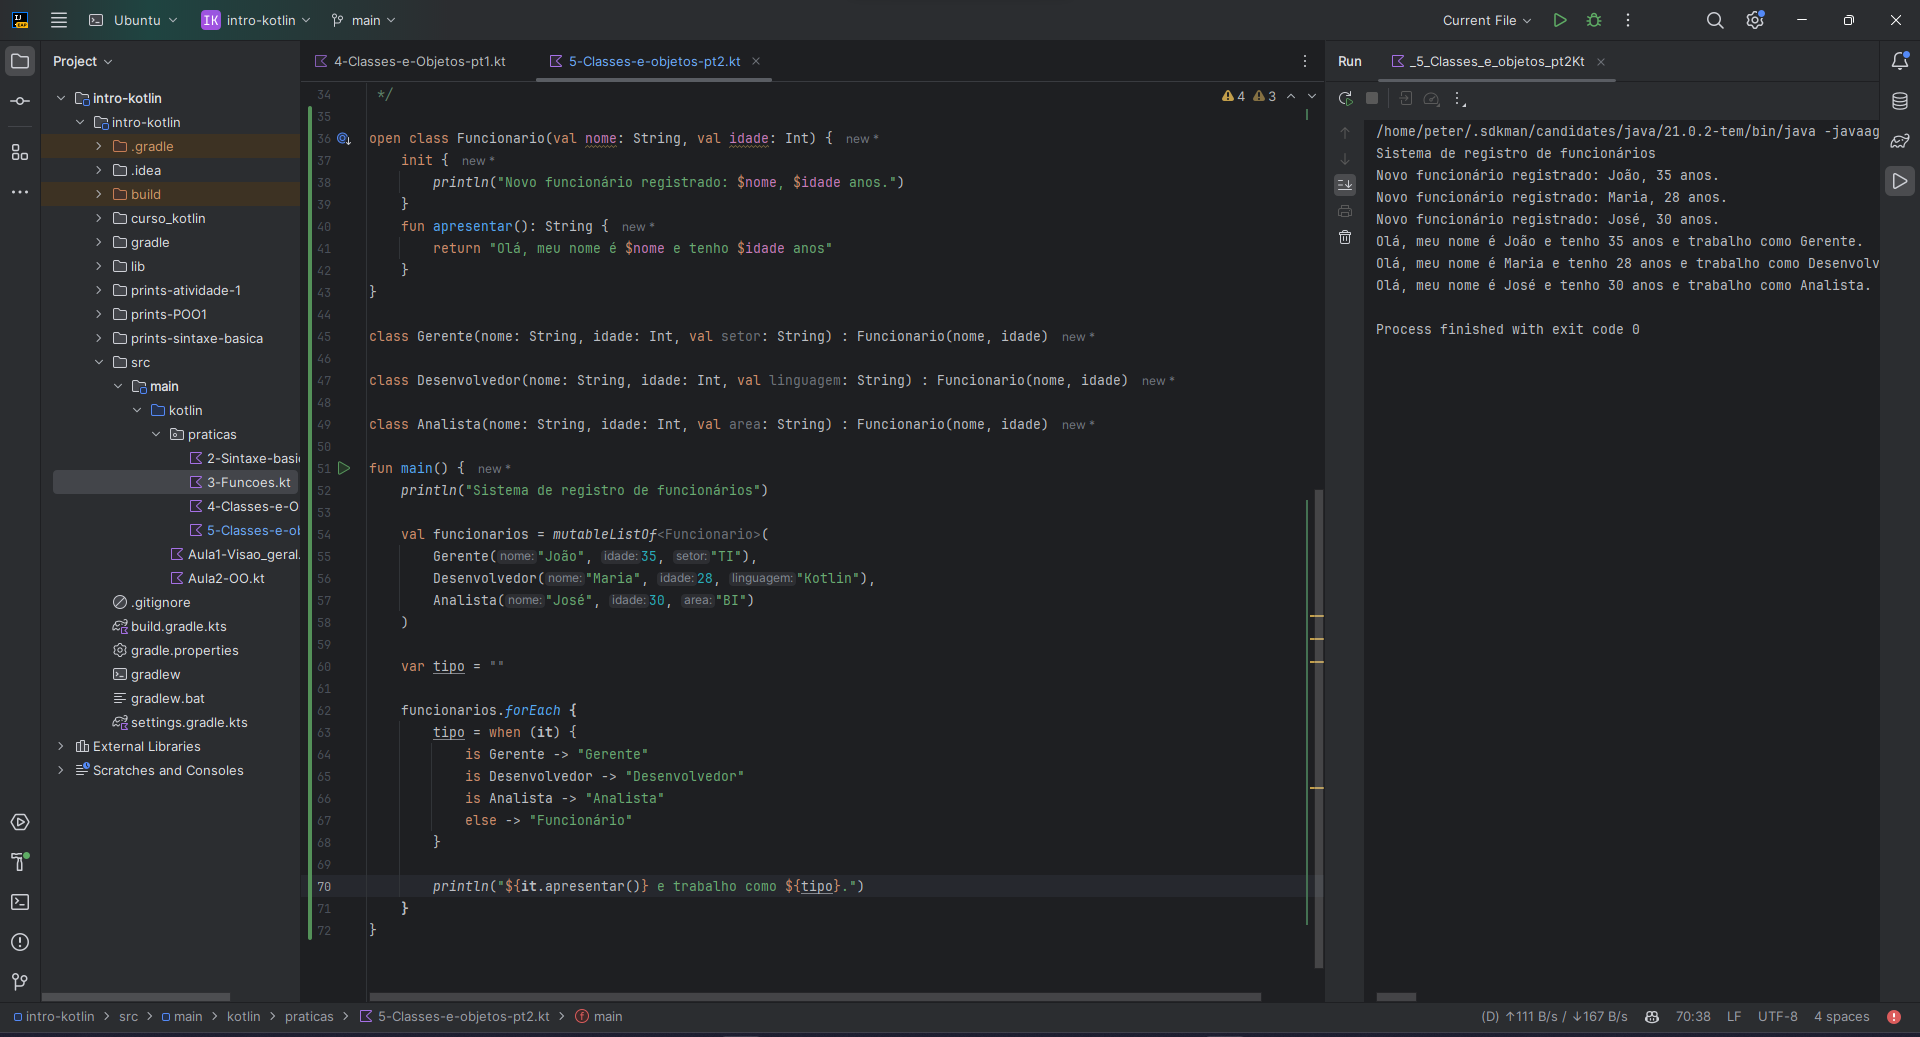 IJ
EAP
Ubuntu
IK intro-kotlin
main
Current File
Project
4-Classes-e-Objetos-pt1.kt
5-Classes-e-objetos-pt2.kt
Run
_5_Classes_e_objetos_pt2Kt
intro-kotlin
intro-kotlin
.gradle
.idea
build
curso_kotlin
gradle
lib
prints-atividade-1
prints-POO1
prints-sintaxe-basica
src
main
kotlin
praticas
2-Sintaxe-basi
3-Funcoes.kt
4-Classes-e-O
5-Classes-e-ob
Aula1-Visao_geral.
Aula2-OO.kt
.gitignore
build.gradle.kts
gradle.properties
gradlew
gradlew.bat
settings.gradle.kts
External Libraries
Scratches and Consoles
4 3
34 */
35
36 open class Funcionario(val nome: String, val idade: Int) { new *
37 init { new *
38 println("Novo funcionário registrado: $nome, $idade anos.")
39 }
40 fun apresentar(): String { new *
41 return "Olá, meu nome é $nome e tenho $idade anos"
42 }
43 }
44
45 class Gerente(nome: String, idade: Int, val setor: String) : Funcionario(nome, idade) new *
46
47 class Desenvolvedor(nome: String, idade: Int, val linguagem: String) : Funcionario(nome, idade) new *
48
49 class Analista(nome: String, idade: Int, val area: String) : Funcionario(nome, idade) new *
50
51 fun main() { new *
52 println("Sistema de registro de funcionários")
53
54 val funcionarios = mutableListOf<Funcionario>(
55 Gerente( nome: "João", idade: 35, setor: "TI"),
56 Desenvolvedor( nome: "Maria", idade: 28, linguagem: "Kotlin"),
57 Analista( nome: "José", idade: 30, area: "BI")
58 )
59
60 var tipo = ""
61
62 funcionarios.forEach {
63 tipo = when (it) {
64 is Gerente -> "Gerente"
65 is Desenvolvedor -> "Desenvolvedor"
66 is Analista -> "Analista"
67 else -> "Funcionário"
68 }
69
70 println("${it.apresentar()} e trabalho como ${tipo}.")
71 }
72 }
/home/peter/.sdkman/candidates/java/21.0.2-tem/bin/java -javaag
Sistema de registro de funcionários
Novo funcionário registrado: João, 35 anos.
Novo funcionário registrado: Maria, 28 anos.
Novo funcionário registrado: José, 30 anos.
Olá, meu nome é João e tenho 35 anos e trabalho como Gerente.
Olá, meu nome é Maria e tenho 28 anos e trabalho como Desenvolv
Olá, meu nome é José e tenho 30 anos e trabalho como Analista.
Process finished with exit code 0
intro-kotlin > src > main > kotlin > praticas > 5-Classes-e-objetos-pt2.kt > main
(D) ↑111 B/s / ↓167 B/s 70:38 LF UTF-8 4 spaces